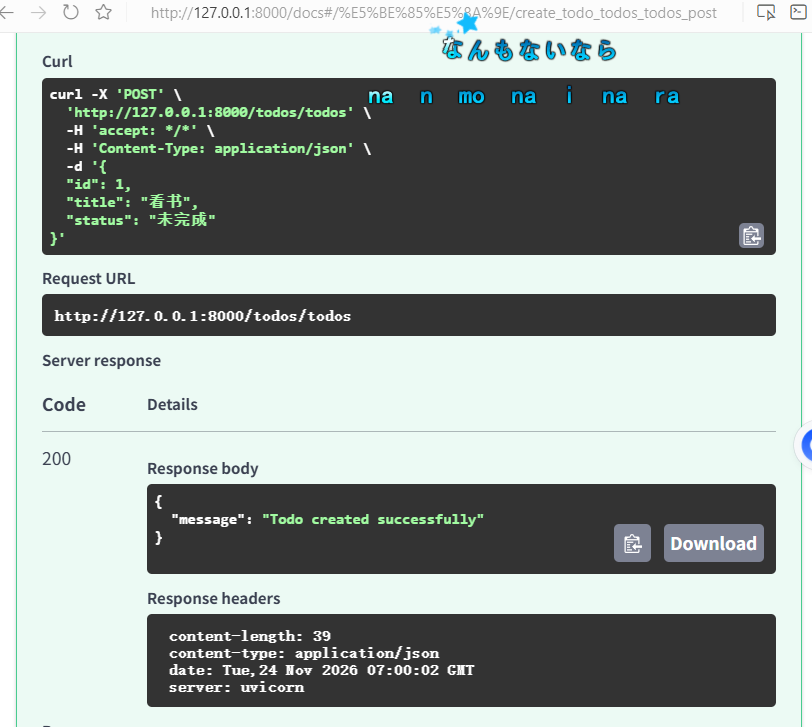 http://127.0.0.1:8000/docs#/%E5%BE%85%E5%8A%9E/create_todo_todos_todos_post
なんもないなら
na n mo na i na ra
Curl
curl -X 'POST' \
'http://127.0.0.1:8000/todos/todos' \
-H 'accept: */*' \
-H 'Content-Type: application/json' \
-d '{
"id": 1,
"title": "看书",
"status": "未完成"
}'
Request URL
http://127.0.0.1:8000/todos/todos
Server response
Code Details
200
Response body
{
"message": "Todo created successfully"
}
Download
Response headers
content-length: 39
content-type: application/json
date: Tue,24 Nov 2026 07:00:02 GMT
server: uvicorn